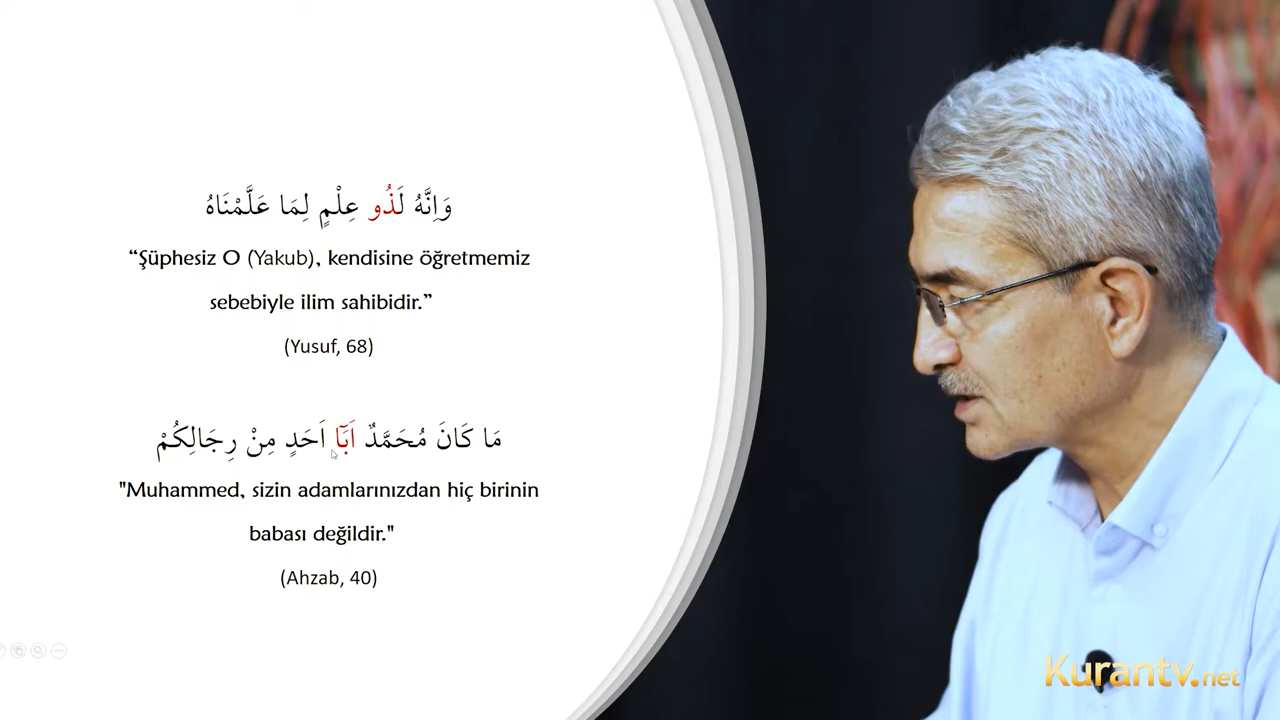 وَاِنَّهُ لَذُو عِلْمٍ لِمَا عَلَّمْنَاهُ
“Şüphesiz O (Yakub), kendisine öğretmemiz
sebebiyle ilim sahibidir.”
(Yusuf, 68)
مَا كَانَ مُحَمَّدٌ اَبَٓا اَحَدٍ مِنْ رِجَالِكُمْ
"Muhammed, sizin adamlarınızdan hiç birinin
babası değildir."
(Ahzab, 40)
Kurantv.net